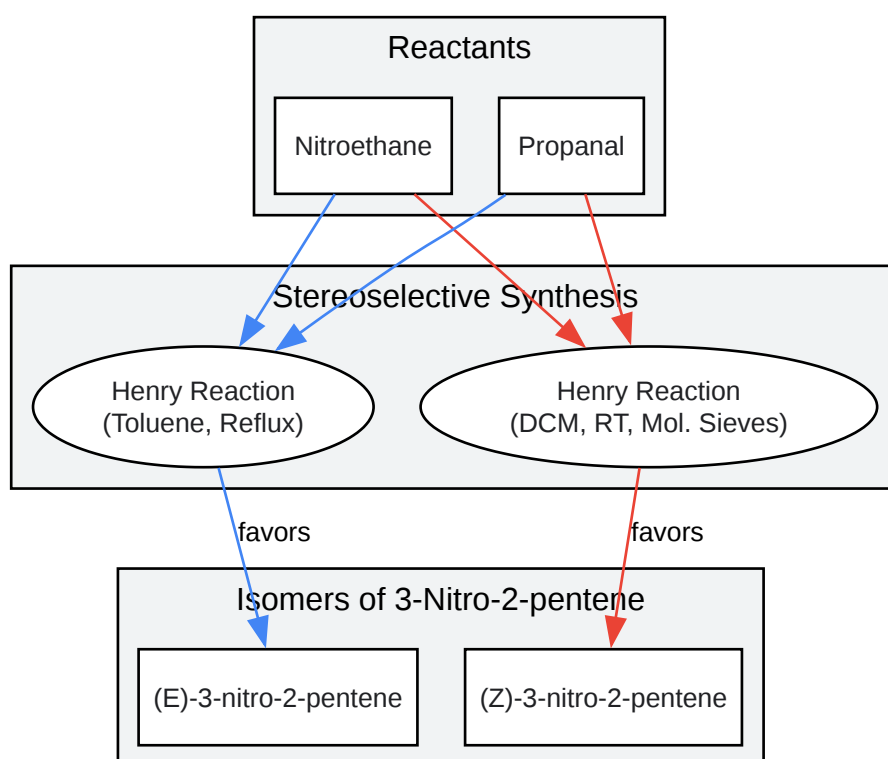 Reactants
Nitroethane
Propanal
Stereoselective Synthesis
Henry Reaction
(Toluene, Reflux)
Henry Reaction
(DCM, RT, Mol. Sieves)
favors
favors
Isomers of 3-Nitro-2-pentene
(E)-3-nitro-2-pentene
(Z)-3-nitro-2-pentene